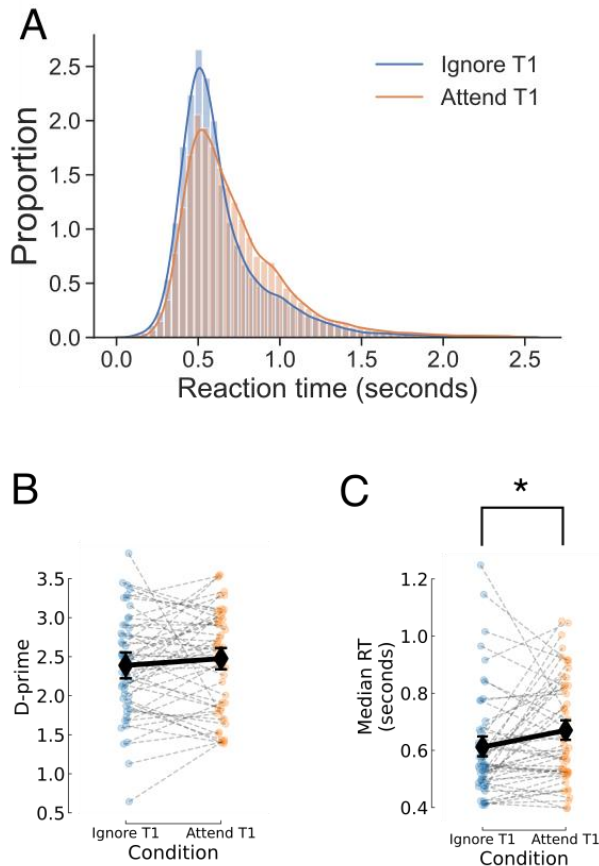 A
Proportion
2.5
2.0
1.5
1.0
0.5
0.0
Ignore T1
Attend T1
0.0 0.5 1.0 1.5 2.0 2.5
Reaction time (seconds)
B
D-prime
3.5
3.0
2.5
2.0
1.5
1.0
0.5
Ignore T1 Attend T1
Condition
C
*
Median RT
(seconds)
1.2
1.0
0.8
0.6
0.4
Ignore T1 Attend T1
Condition